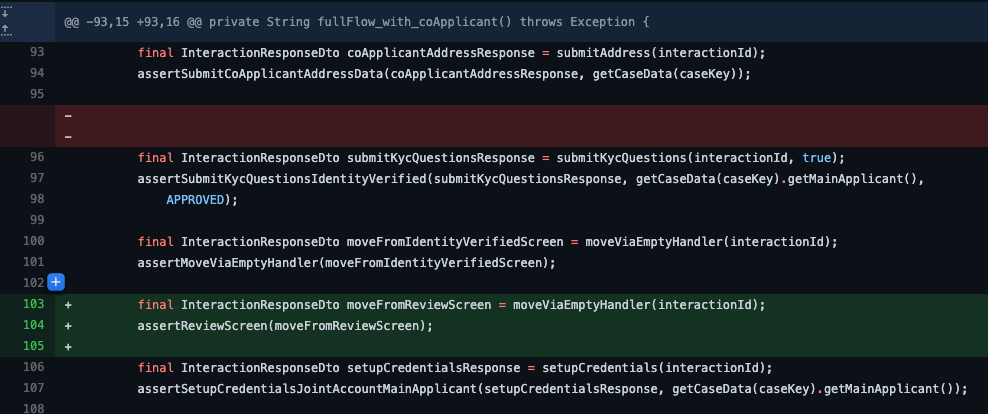 @@ -93,15 +93,16 @@ private String fullFlow_with_coApplicant() throws Exception {
93 final InteractionResponseDto coApplicantAddressResponse = submitAddress(interactionId);
94 assertSubmitCoApplicantAddressData(coApplicantAddressResponse, getCaseData(caseKey));
95
-
-
96 final InteractionResponseDto submitKycQuestionsResponse = submitKycQuestions(interactionId, true);
97 assertSubmitKycQuestionsIdentityVerified(submitKycQuestionsResponse, getCaseData(caseKey).getMainApplicant(),
98 APPROVED);
99
100 final InteractionResponseDto moveFromIdentityVerifiedScreen = moveViaEmptyHandler(interactionId);
101 assertMoveViaEmptyHandler(moveFromIdentityVerifiedScreen);
102 +
103 + final InteractionResponseDto moveFromReviewScreen = moveViaEmptyHandler(interactionId);
104 + assertReviewScreen(moveFromReviewScreen);
105 +
106 final InteractionResponseDto setupCredentialsResponse = setupCredentials(interactionId);
107 assertSetupCredentialsJointAccountMainApplicant(setupCredentialsResponse, getCaseData(caseKey).getMainApplicant());
108